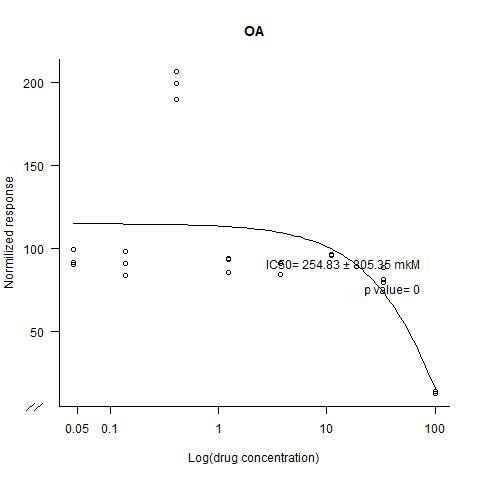 OA
Normilized response
200
150
100
50
IC50= 254.83 ± 805.35 mkM
p value= 0
0.05 0.1 1 10 100
Log(drug concentration)